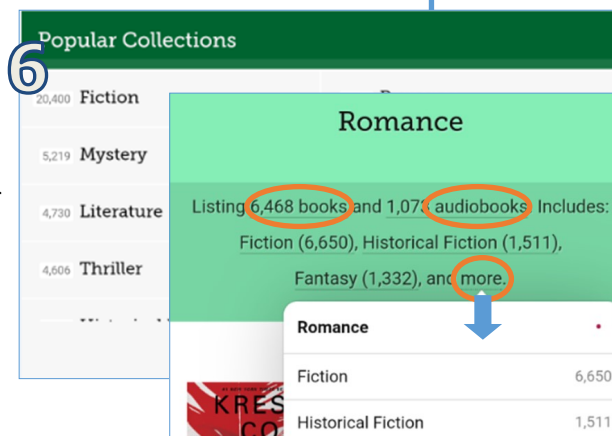 6
Popular Collections
20,400 Fiction
5,219 Mystery
4,730 Literature
4,606 Thriller
Romance
Listing 6,468 books and 1,073 audiobooks. Includes:
Fiction (6,650), Historical Fiction (1,511),
Fantasy (1,332), and more.
Romance
Fiction 6,650
Historical Fiction 1,511
KRES
CO